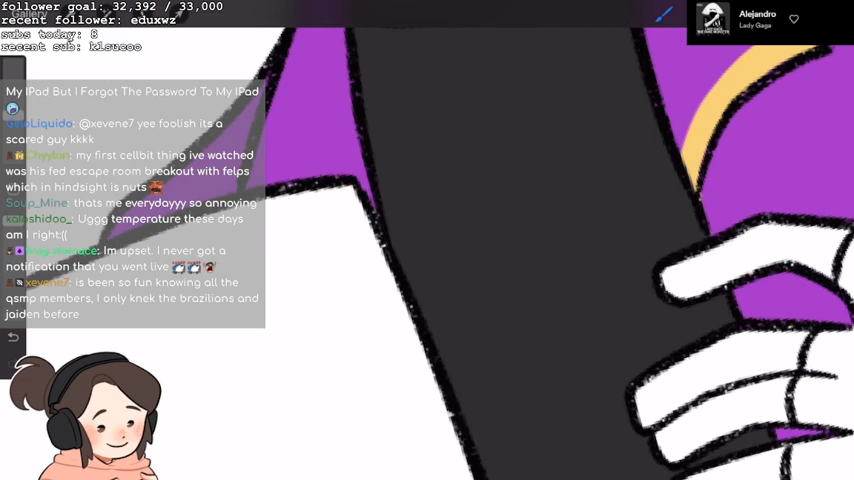 follower goal: 32,392 / 33,000
Gallery
recent follower: eduxwz
subs today: 8
recent sub: k1sucoo
Alejandro
Lady Gaga
My IPad But I Forgot The Password To My IPad
@xevene7 yee foolish its a
scared guy kkkk
my first cellbit thing ive watched
was his fed escape room breakout with felps
which in hindsight is nuts
Soup_Mine: thats me everydayyy so annoying
kaloshidoo_: Uggg temperature these days
am I right:((
Im upset. I never got a
notification that you went live
xevene7: is been so fun knowing all the
qsmp members, I only knek the brazilians and
jaiden before